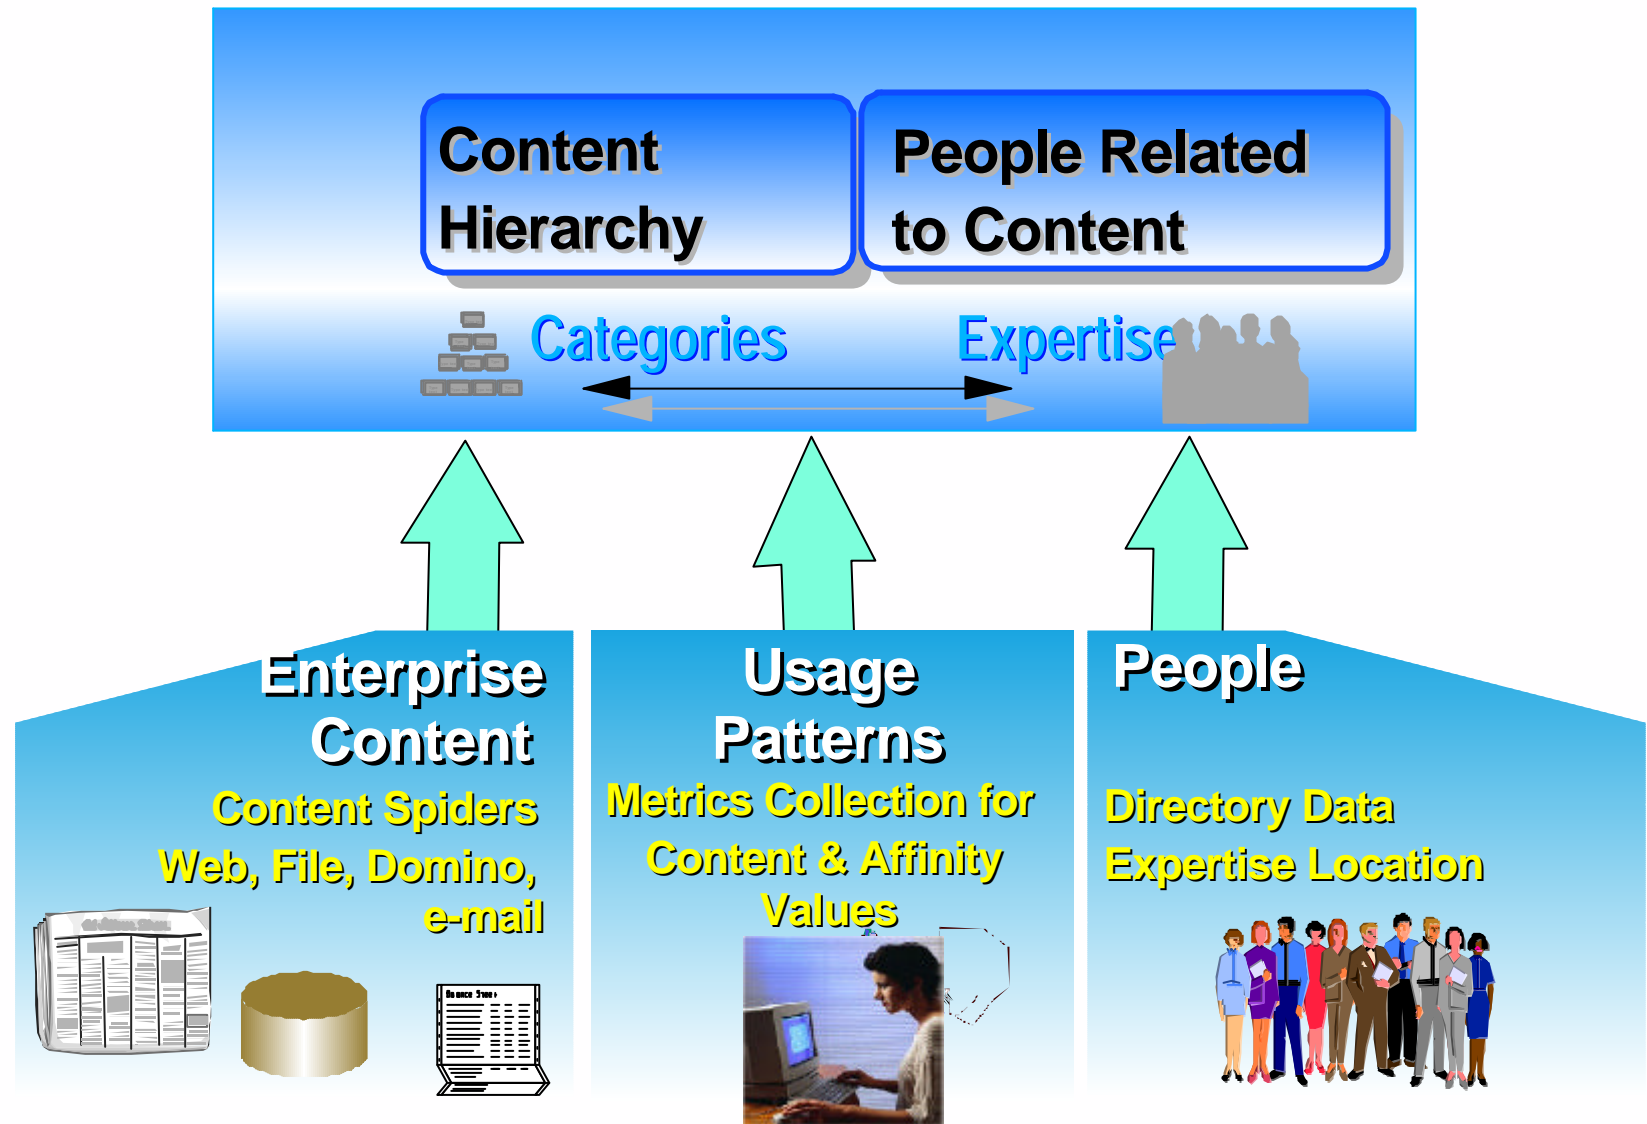 Content
Hierarchy
People Related
to Content
Categories
Expertise
Enterprise
Content
Content Spiders
Web, File, Domino,
e-mail
Usage
Patterns
Metrics Collection for
Content & Affinity
Values
People
Directory Data
Expertise Location